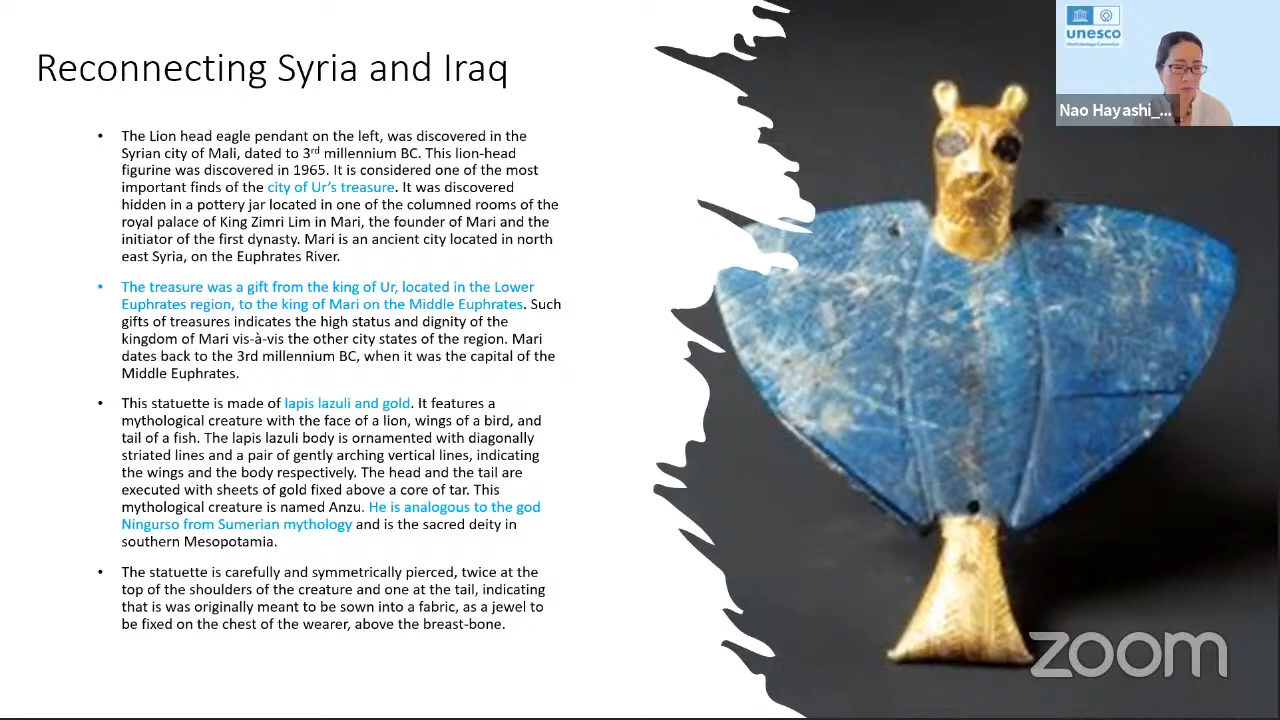 Reconnecting Syria and Iraq
• The Lion head eagle pendant on the left, was discovered in the
Syrian city of Mali, dated to 3rd millennium BC. This lion-head
figurine was discovered in 1965. It is considered one of the most
important finds of the city of Ur’s treasure. It was discovered
hidden in a pottery jar located in one of the columned rooms of the
royal palace of King Zimri Lim in Mari, the founder of Mari and the
initiator of the first dynasty. Mari is an ancient city located in north
east Syria, on the Euphrates River.
• The treasure was a gift from the king of Ur, located in the Lower
Euphrates region, to the king of Mari on the Middle Euphrates. Such
gifts of treasures indicates the high status and dignity of the
kingdom of Mari vis-à-vis the other city states of the region. Mari
dates back to the 3rd millennium BC, when it was the capital of the
Middle Euphrates.
• This statuette is made of lapis lazuli and gold. It features a
mythological creature with the face of a lion, wings of a bird, and
tail of a fish. The lapis lazuli body is ornamented with diagonally
striated lines and a pair of gently arching vertical lines, indicating
the wings and the body respectively. The head and the tail are
executed with sheets of gold fixed above a core of tar. This
mythological creature is named Anzu. He is analogous to the god
Ningurso from Sumerian mythology and is the sacred deity in
southern Mesopotamia.
• The statuette is carefully and symmetrically pierced, twice at the
top of the shoulders of the creature and one at the tail, indicating
that is was originally meant to be sown into a fabric, as a jewel to
be fixed on the chest of the wearer, above the breast-bone.
unesco
World Heritage Convention
Nao Hayashi_...
zoom